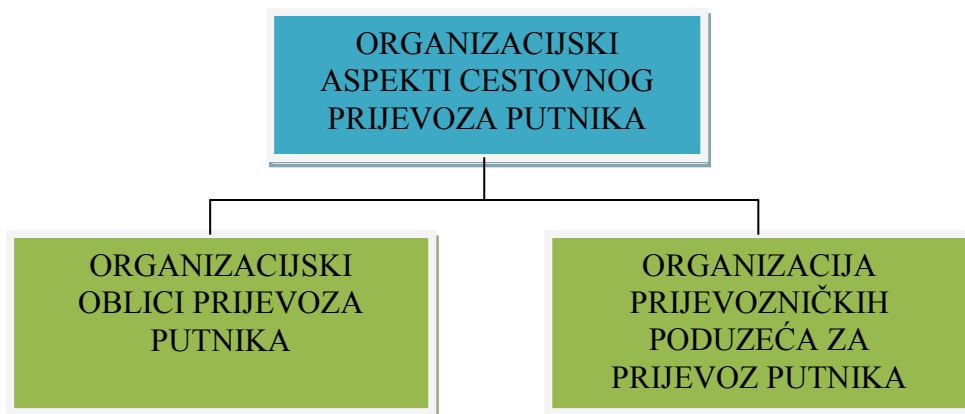 ORGANIZACIJSKI
ASPEKTI CESTOVNOG
PRIJEVOZA PUTNIKA
ORGANIZACIJSKI
OBLICI PRIJEVOZA
PUTNIKA
ORGANIZACIJA
PRIJEVOZNIČKIH
PODUZEĆA ZA
PRIJEVOZ PUTNIKA